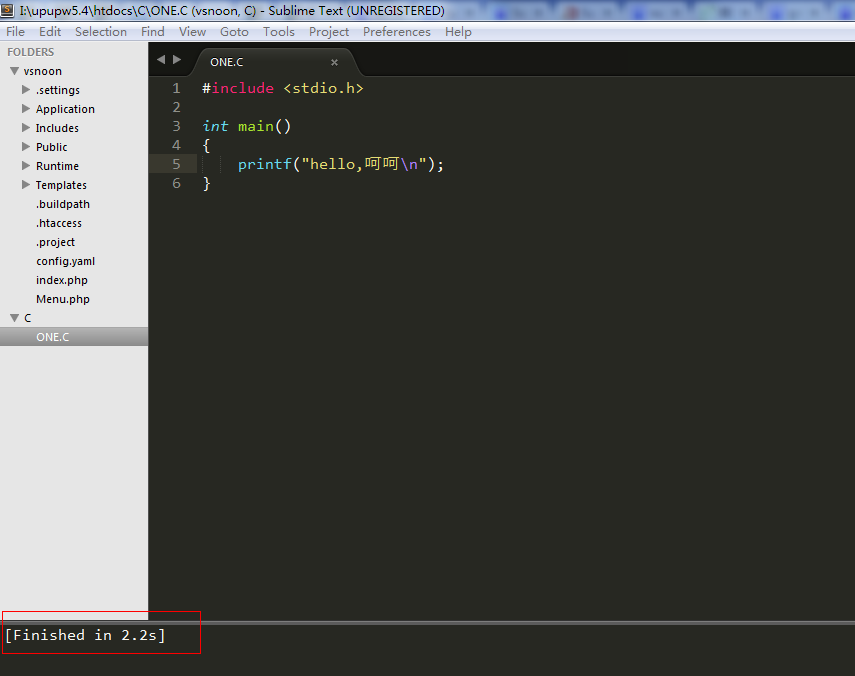 I:\upupw5.4\htdocs\C\ONE.C (vsnoon, C) - Sublime Text (UNREGISTERED)
File Edit Selection Find View Goto Tools Project Preferences Help
FOLDERS
vsnoon
.settings
Application
Includes
Public
Runtime
Templates
.buildpath
.htaccess
.project
config.yaml
index.php
Menu.php
C
ONE.C
ONE.C ×
1 #include <stdio.h>
2
3 int main()
4 {
5 printf("hello,呵呵\n");
6 }
[Finished in 2.2s]